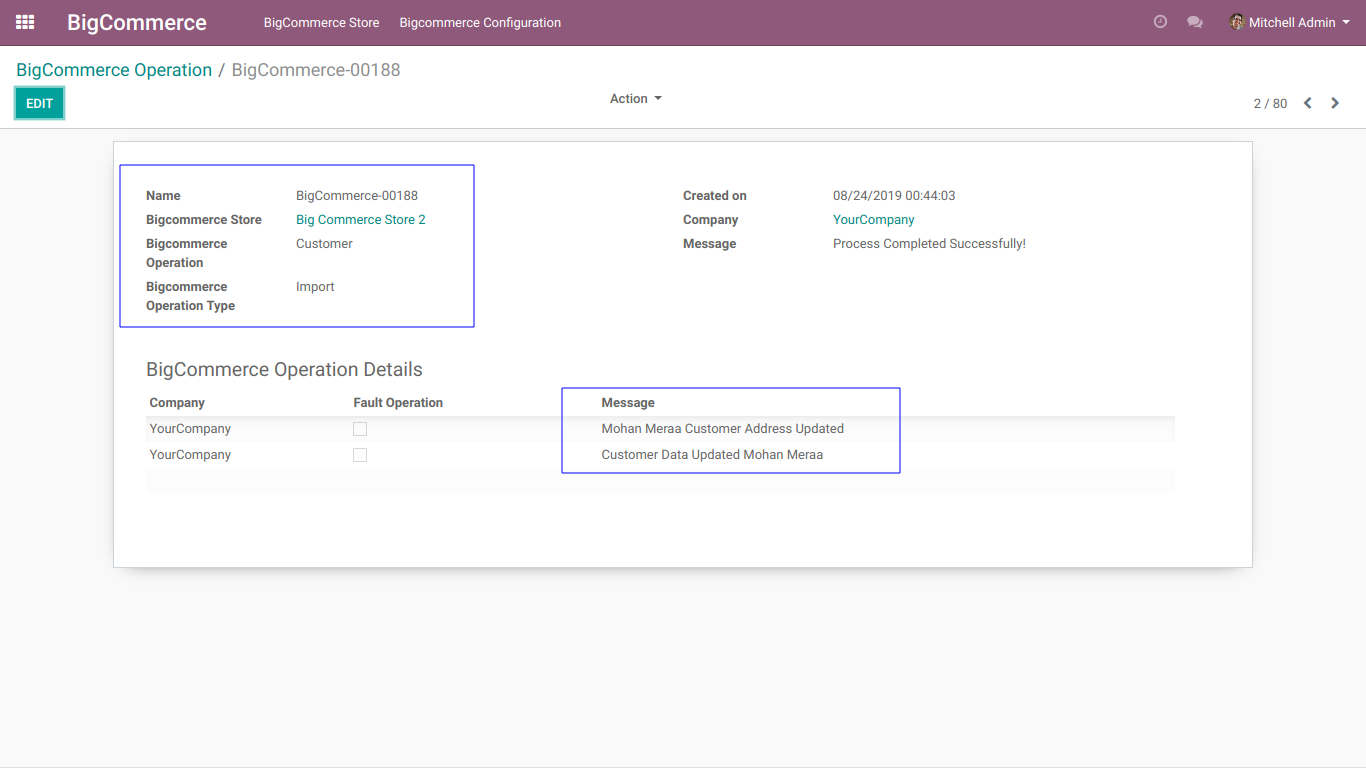 BigCommerce BigCommerce Store Bigcommerce Configuration Mitchell Admin
BigCommerce Operation / BigCommerce-00188
EDIT Action 2 / 80
Name BigCommerce-00188 Created on 08/24/2019 00:44:03
Bigcommerce Store Big Commerce Store 2 Company YourCompany
Bigcommerce Customer Message Process Completed Successfully!
Operation
Bigcommerce Import
Operation Type
BigCommerce Operation Details
Company Fault Operation Message
YourCompany Mohan Meraa Customer Address Updated
YourCompany Customer Data Updated Mohan Meraa